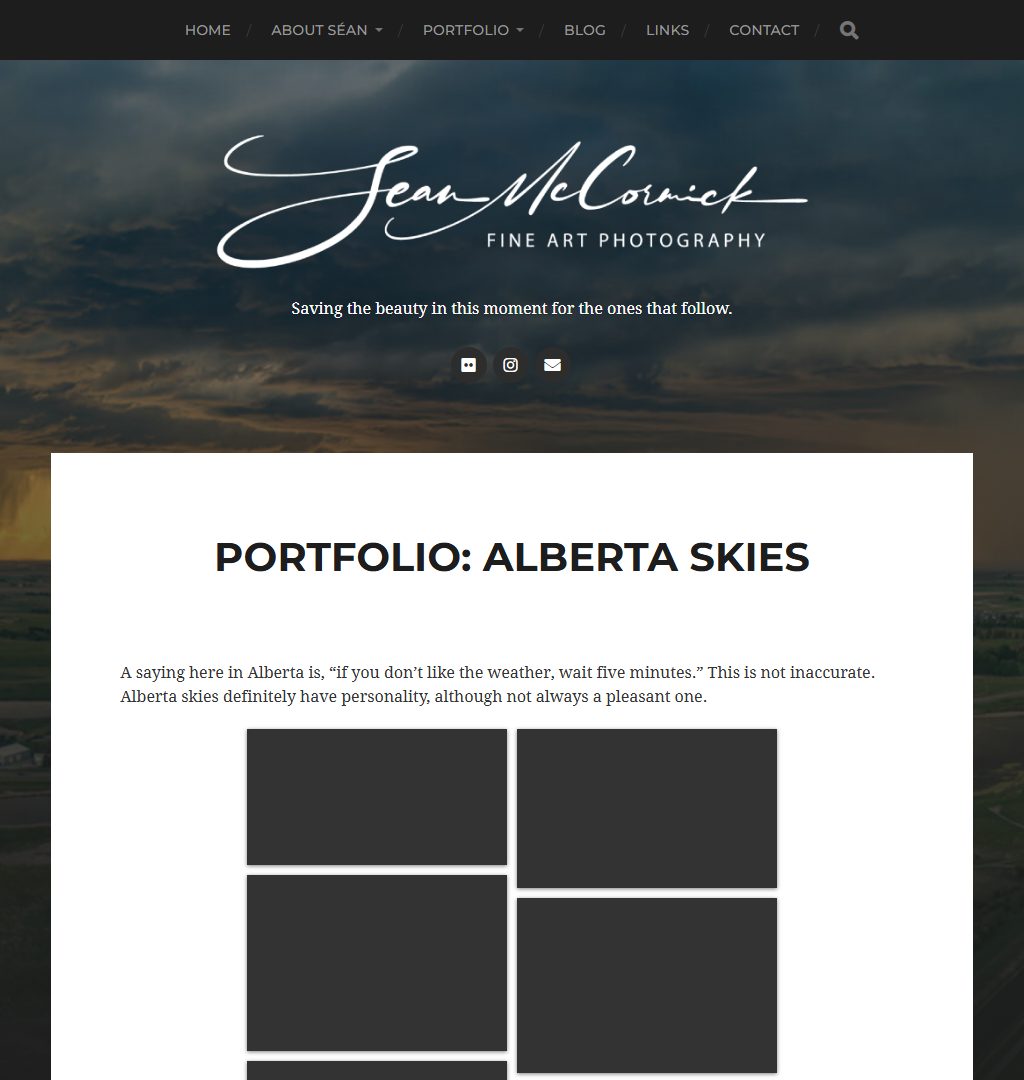 HOME / ABOUT SÉAN / PORTFOLIO / BLOG / LINKS / CONTACT /
Sean McCormick
FINE ART PHOTOGRAPHY
Saving the beauty in this moment for the ones that follow.
PORTFOLIO: ALBERTA SKIES
A saying here in Alberta is, “if you don’t like the weather, wait five minutes.” This is not inaccurate.
Alberta skies definitely have personality, although not always a pleasant one.